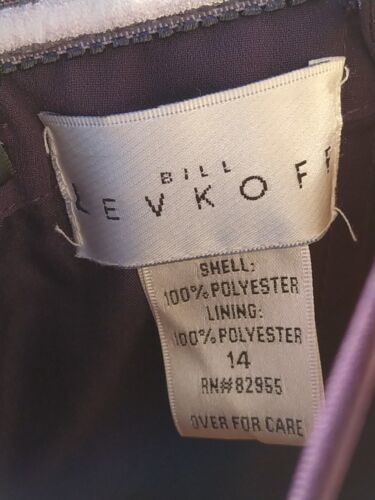 BILL
LEVKOFF
SHELL:
100% POLYESTER
LINING:
100% POLYESTER
14
RN#82955
OVER FOR CARE